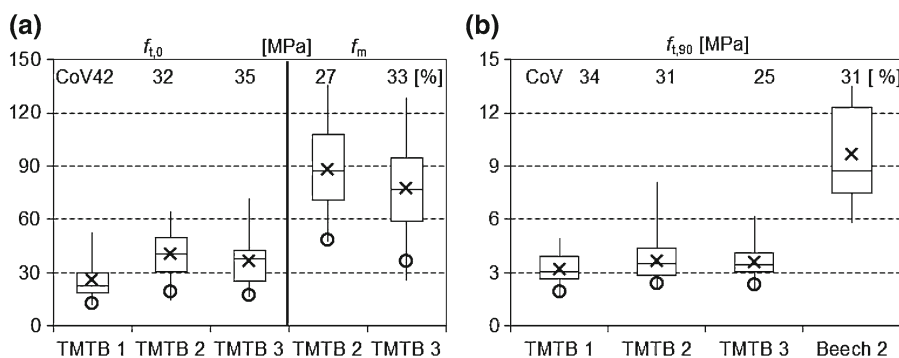 (a)
f_t,0 [MPa] f_m
150
120
90
60
30
0
CoV42 32 35 27 33 [%]
TMTB 1 TMTB 2 TMTB 3 TMTB 2 TMTB 3
(b)
f_t,90 [MPa]
15
12
9
6
3
0
CoV 34 31 25 31 [ %]
TMTB 1 TMTB 2 TMTB 3 Beech 2